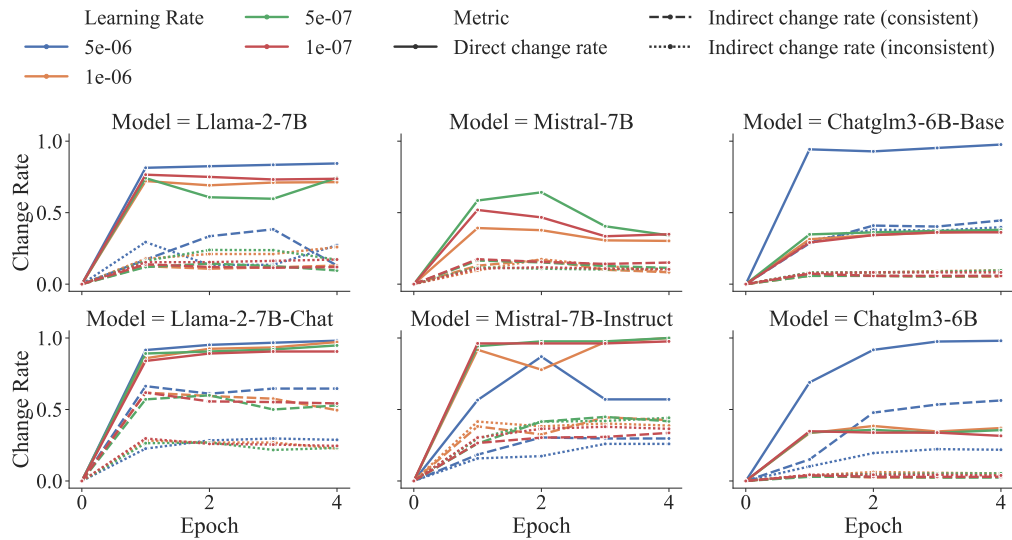 Learning Rate
5e-06
1e-06
5e-07
1e-07
Metric
Direct change rate
Indirect change rate (consistent)
Indirect change rate (inconsistent)
Model = Llama-2-7B
Model = Mistral-7B
Model = Chatglm3-6B-Base
Change Rate
1.0
0.5
0.0
Model = Llama-2-7B-Chat
Model = Mistral-7B-Instruct
Model = Chatglm3-6B
Change Rate
1.0
0.5
0.0
0 2 4
0 2 4
0 2 4
Epoch
Epoch
Epoch